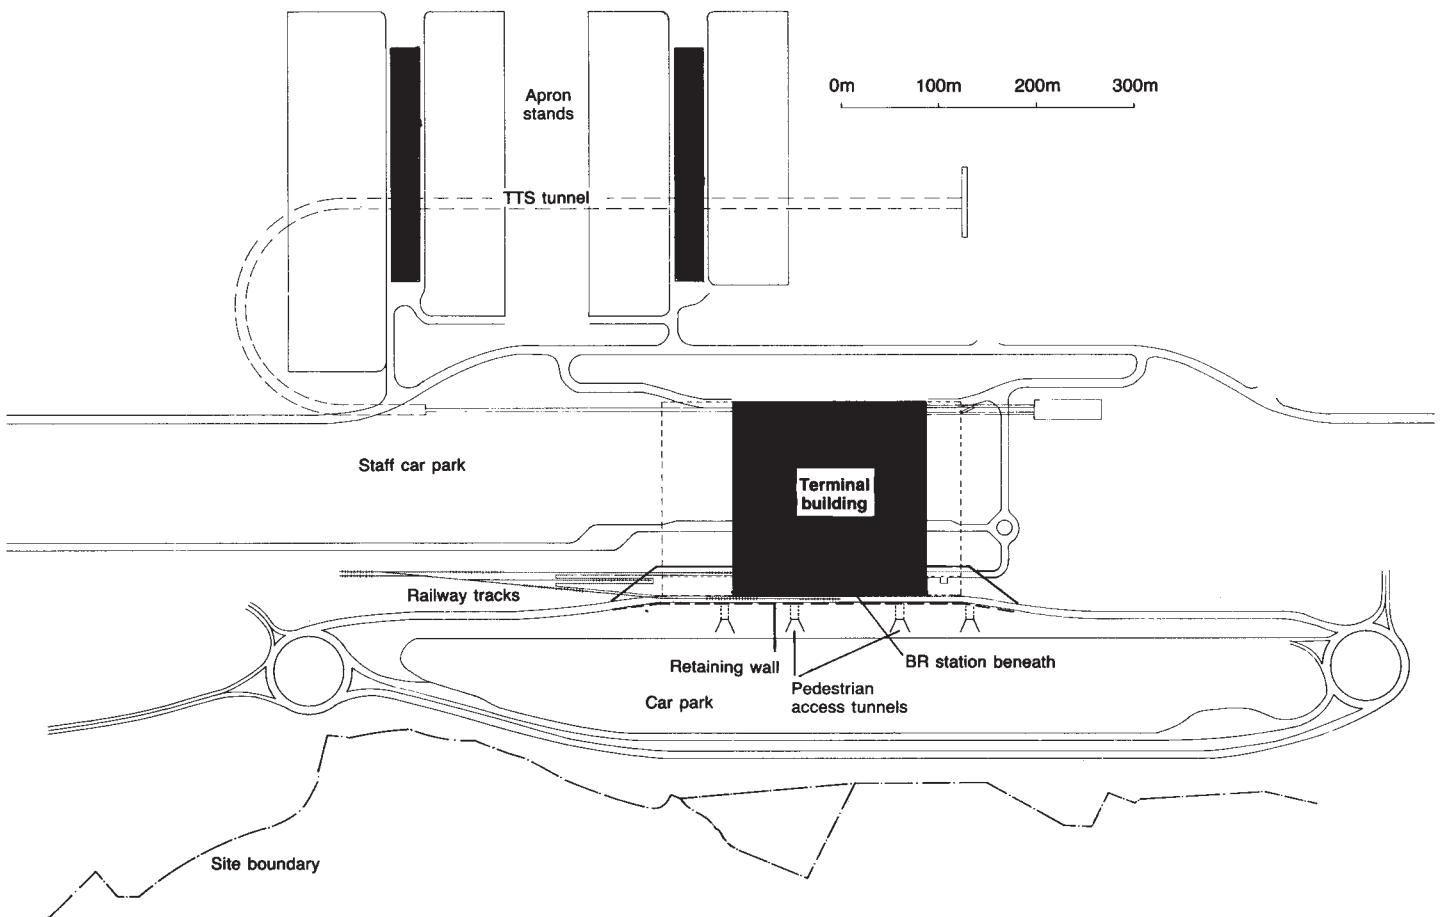 Apron
stands
0m 100m 200m 300m
TTS tunnel
Staff car park
Terminal
building
Railway tracks
Retaining wall
BR station beneath
Car park
Pedestrian
access tunnels
Site boundary